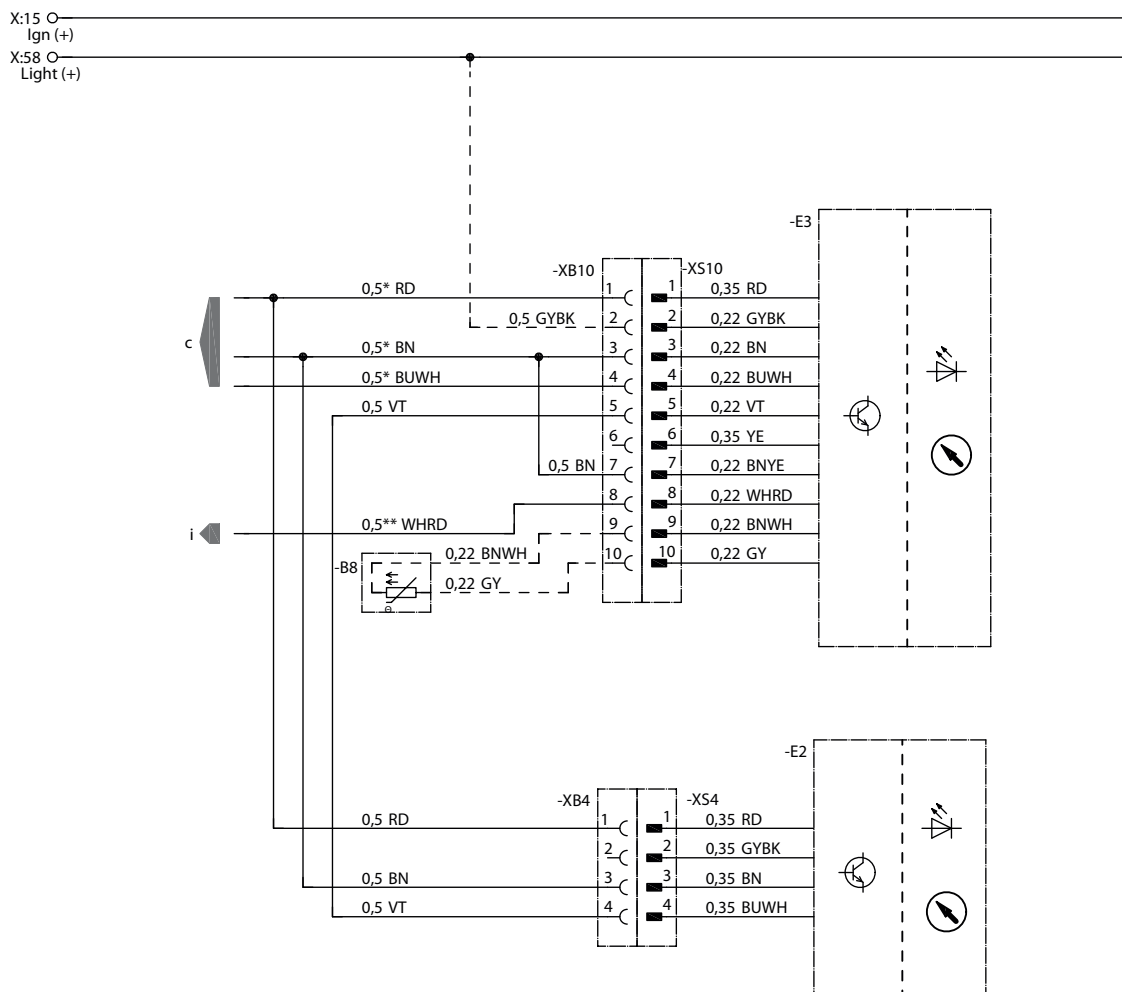 X:15
Ign (+)
X:58
Light (+)
-E3
-XB10
-XS10
1
1
0,5* RD
0,35 RD
0,5 GYBK
2
2
0,22 GYBK
c
0,5* BN
3
3
0,22 BN
0,5* BUWH
4
4
0,22 BUWH
0,5 VT
5
5
0,22 VT
6
6
0,35 YE
0,5 BN
7
7
0,22 BNYE
8
8
0,22 WHRD
i
0,5** WHRD
9
9
0,22 BNWH
-B8
0,22 BNWH
10
10
0,22 GY
0,22 GY
Θ
-E2
-XB4
-XS4
0,5 RD
1
1
0,35 RD
2
2
0,35 GYBK
0,5 BN
3
3
0,35 BN
0,5 VT
4
4
0,35 BUWH